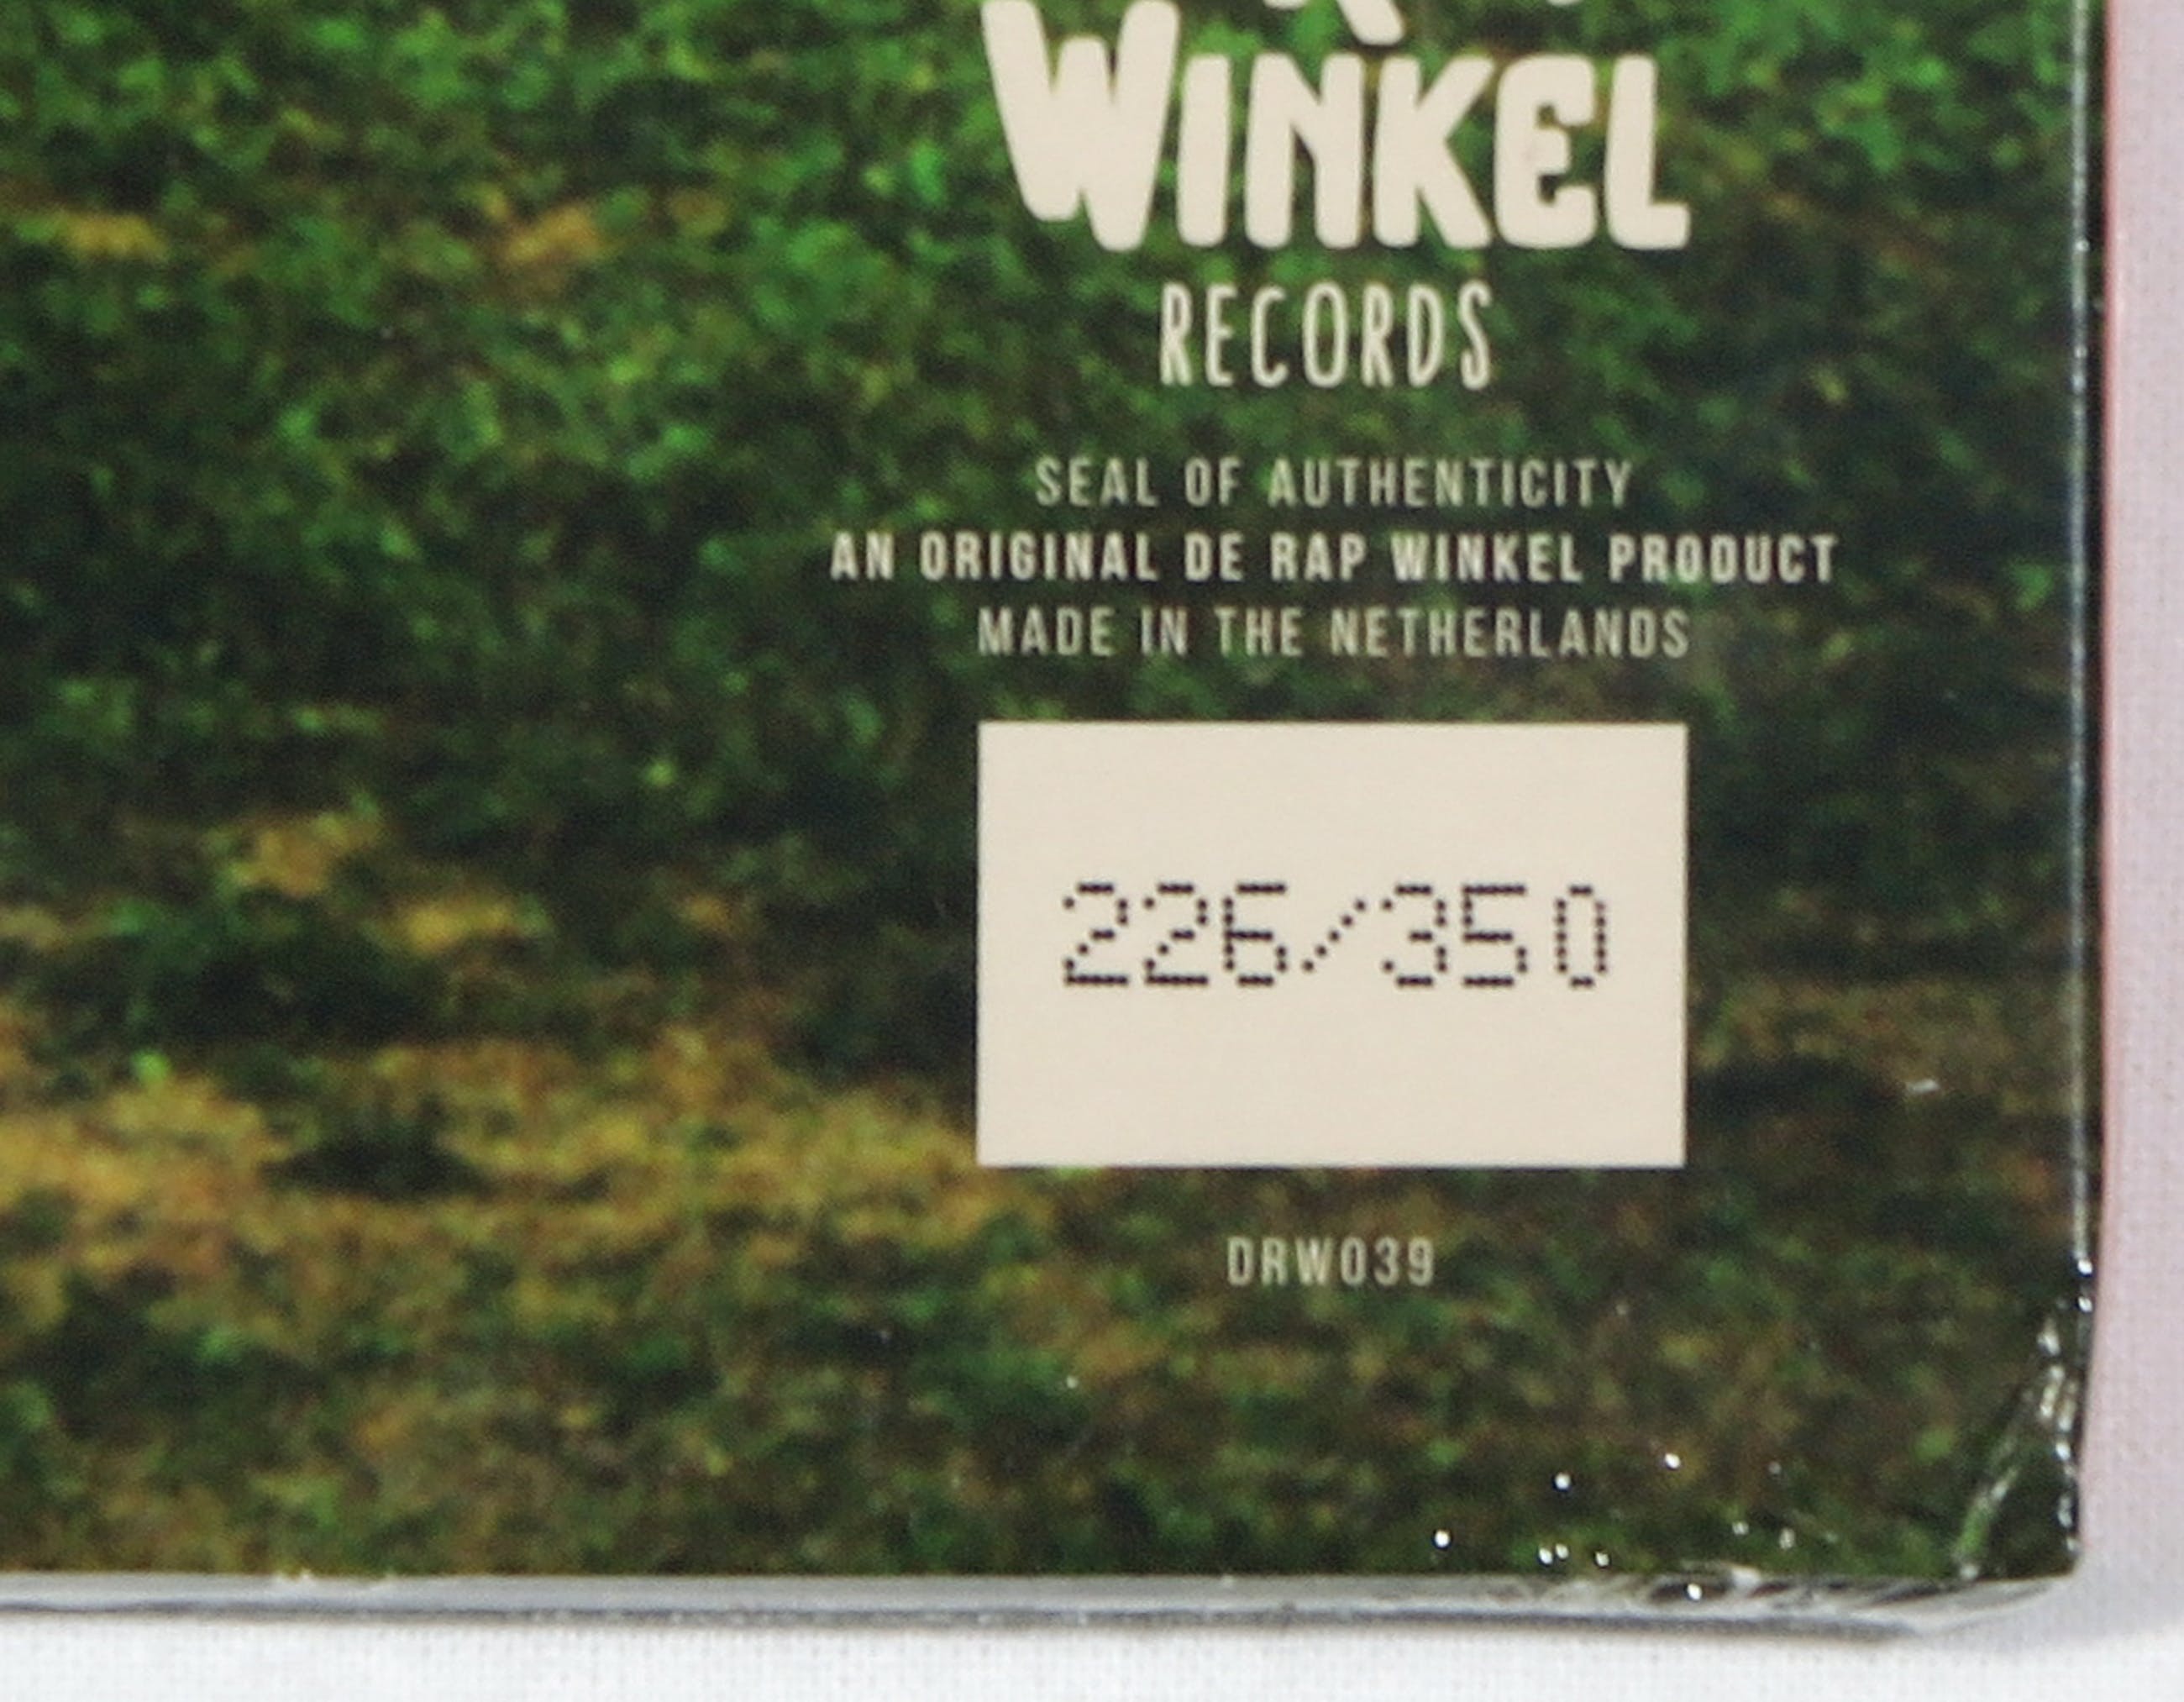 WINKEL
RECORDS
SEAL OF AUTHENTICITY
AN ORIGINAL DE RAP WINKEL PRODUCT
MADE IN THE NETHERLANDS
226/350
DRW039